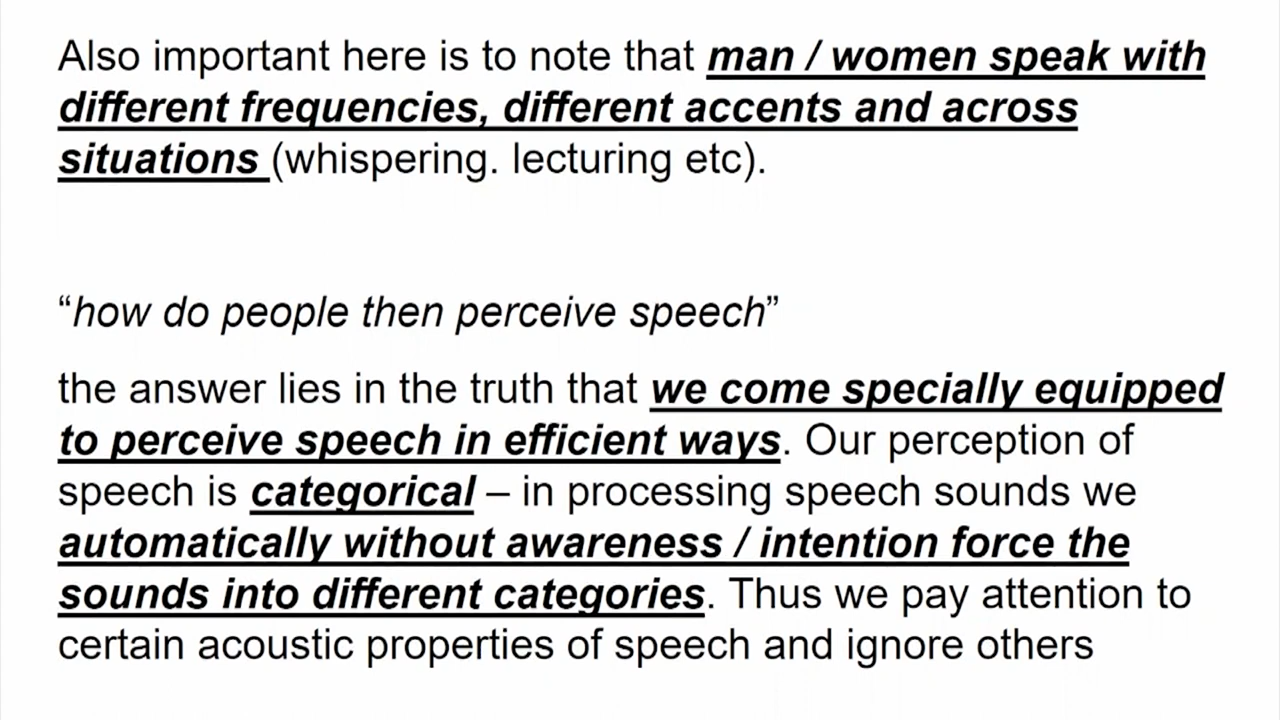 Also important here is to note that man / women speak with
different frequencies, different accents and across
situations (whispering. lecturing etc).
“how do people then perceive speech”
the answer lies in the truth that we come specially equipped
to perceive speech in efficient ways. Our perception of
speech is categorical – in processing speech sounds we
automatically without awareness / intention force the
sounds into different categories. Thus we pay attention to
certain acoustic properties of speech and ignore others